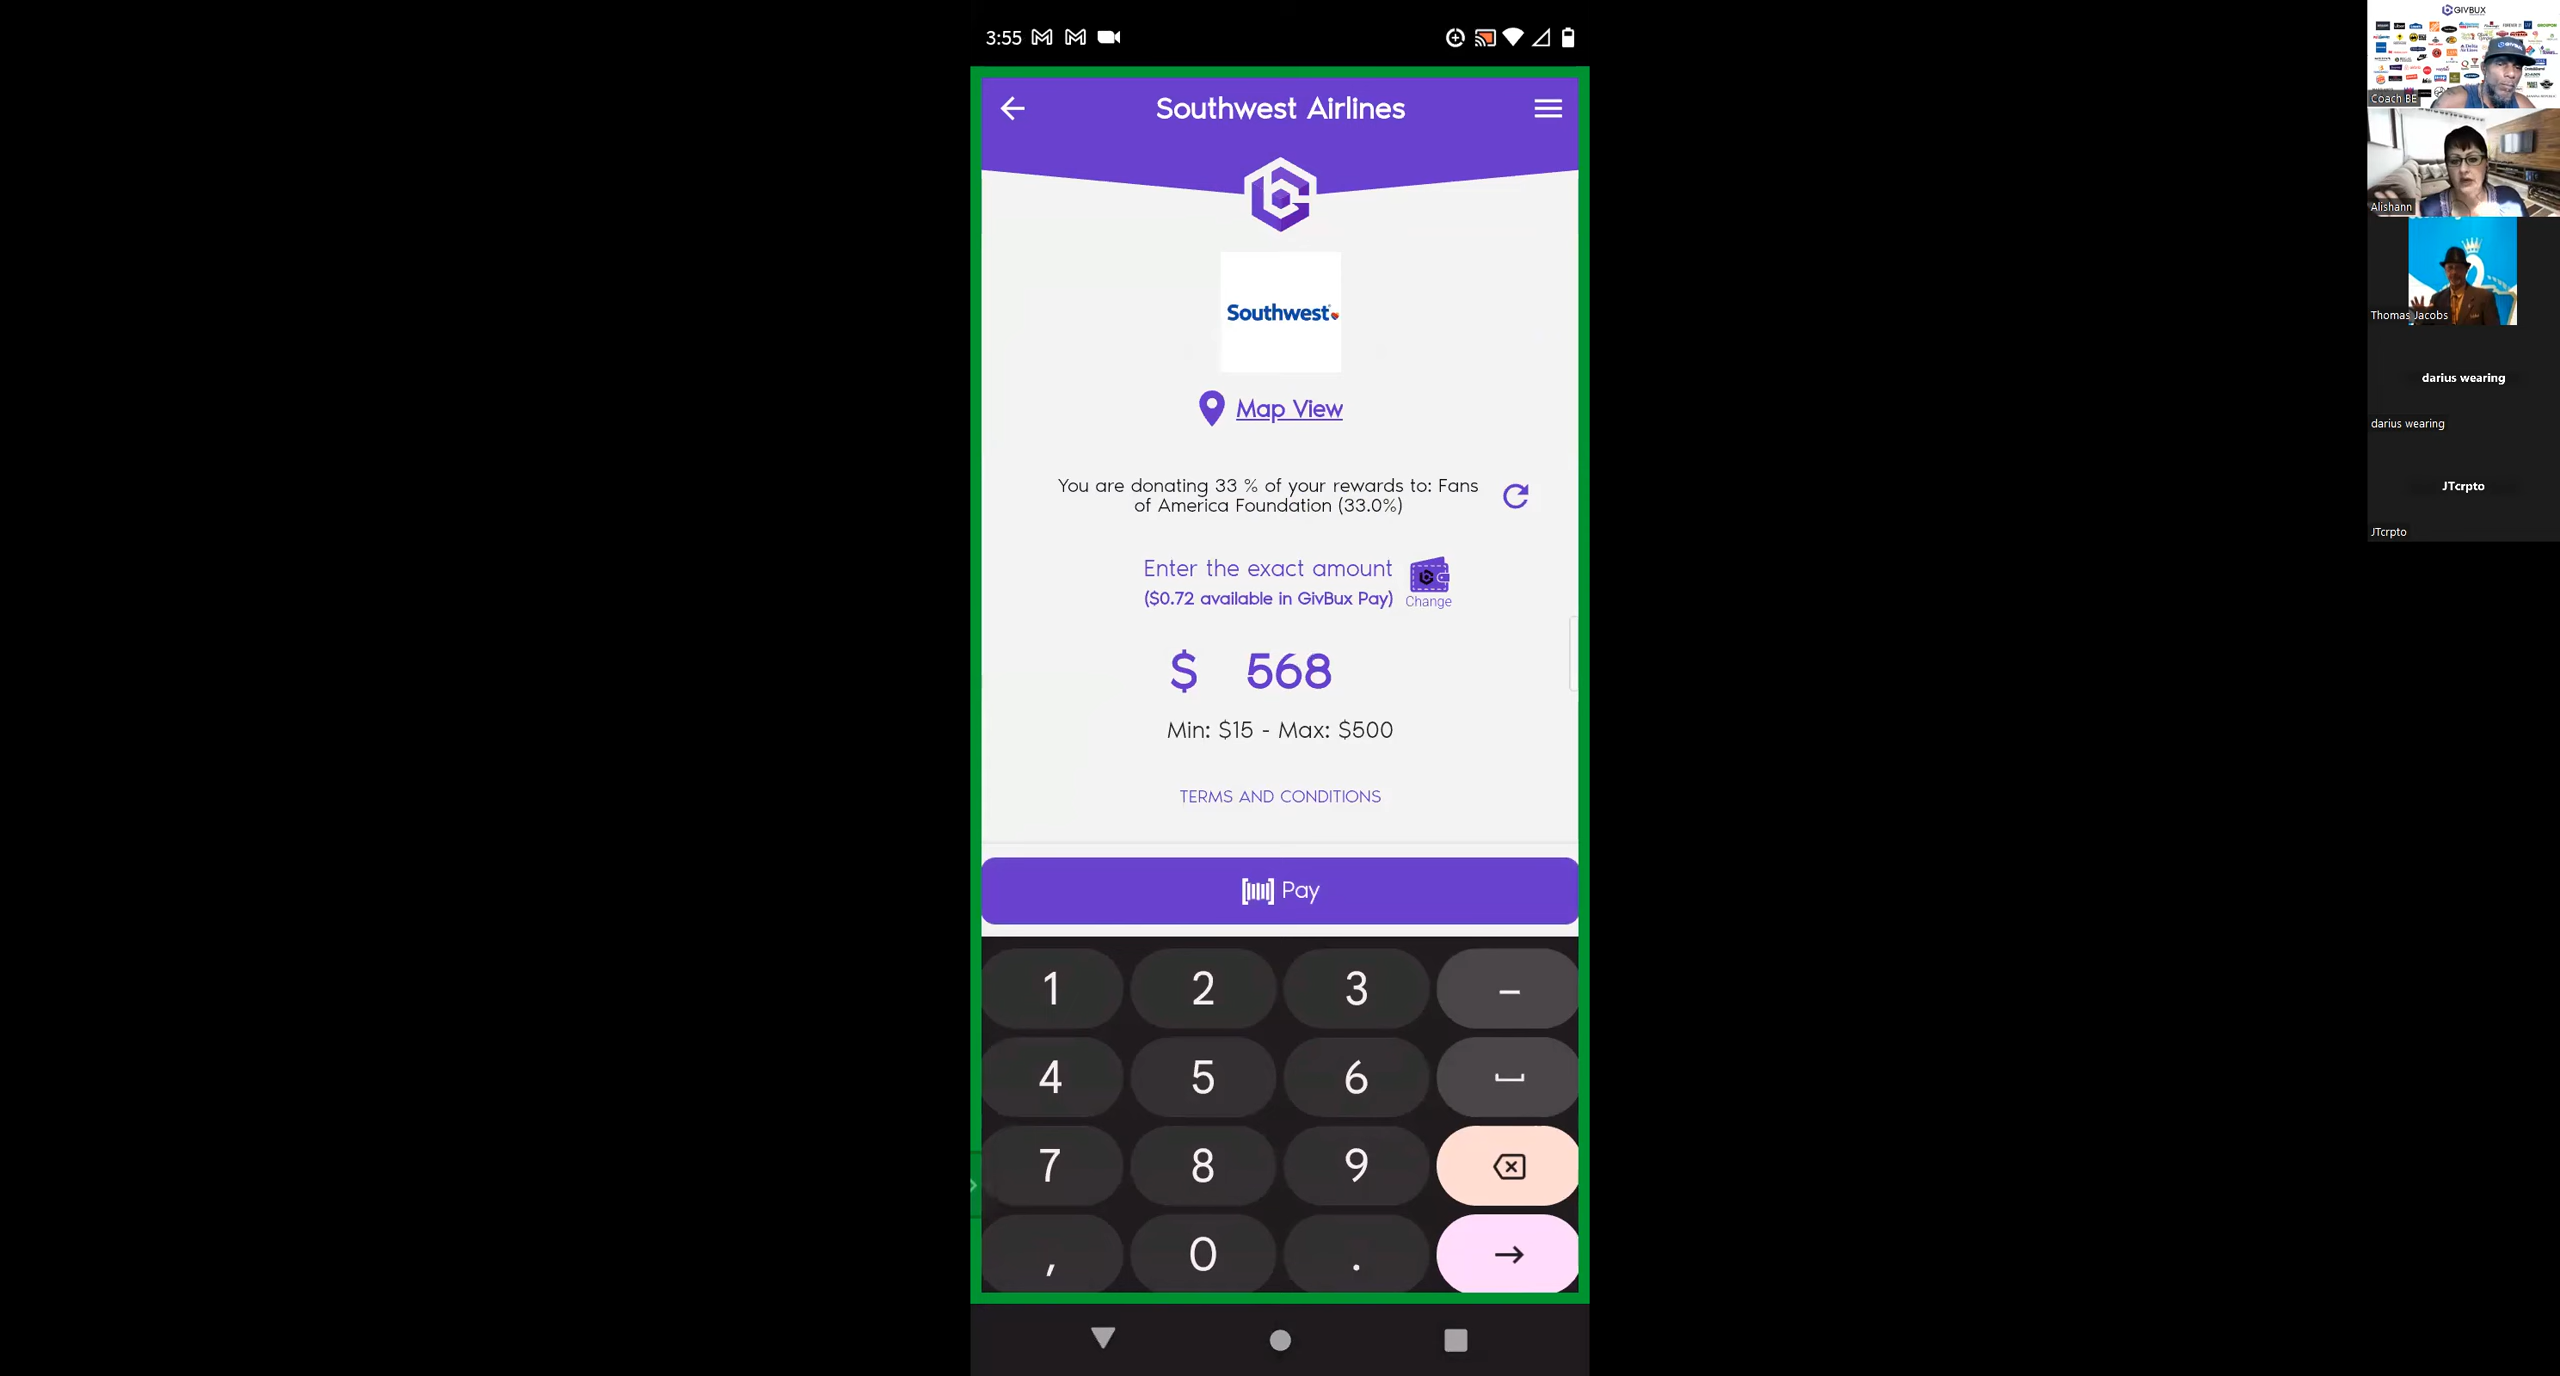 3:55
Southwest Airlines
Southwest
Map View
You are donating 33 % of your rewards to: Fans
of America Foundation (33.0%)
Enter the exact amount
($0.72 available in GivBux Pay)
Change
$ 568
Min: $15 - Max: $500
TERMS AND CONDITIONS
Pay
1 2 3 –
4 5 6
7 8 9
, 0 .
GIVBUX
Coach BE
Alishann
Thomas Jacobs
darius wearing
darius wearing
JTcrpto
JTcrpto